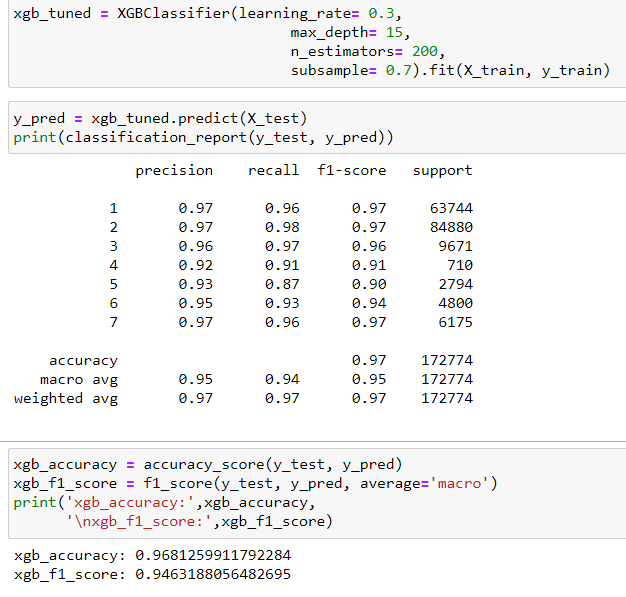 xgb_tuned = XGBClassifier(learning_rate= 0.3,
max_depth= 15,
n_estimators= 200,
subsample= 0.7).fit(X_train, y_train)
y_pred = xgb_tuned.predict(X_test)
print(classification_report(y_test, y_pred))
precision recall f1-score support
1 0.97 0.96 0.97 63744
2 0.97 0.98 0.97 84880
3 0.96 0.97 0.96 9671
4 0.92 0.91 0.91 710
5 0.93 0.87 0.90 2794
6 0.95 0.93 0.94 4800
7 0.97 0.96 0.97 6175
accuracy 0.97 172774
macro avg 0.95 0.94 0.95 172774
weighted avg 0.97 0.97 0.97 172774
xgb_accuracy = accuracy_score(y_test, y_pred)
xgb_f1_score = f1_score(y_test, y_pred, average='macro')
print('xgb_accuracy:',xgb_accuracy,
'\nxgb_f1_score:',xgb_f1_score)
xgb_accuracy: 0.9681259911792284
xgb_f1_score: 0.9463188056482695